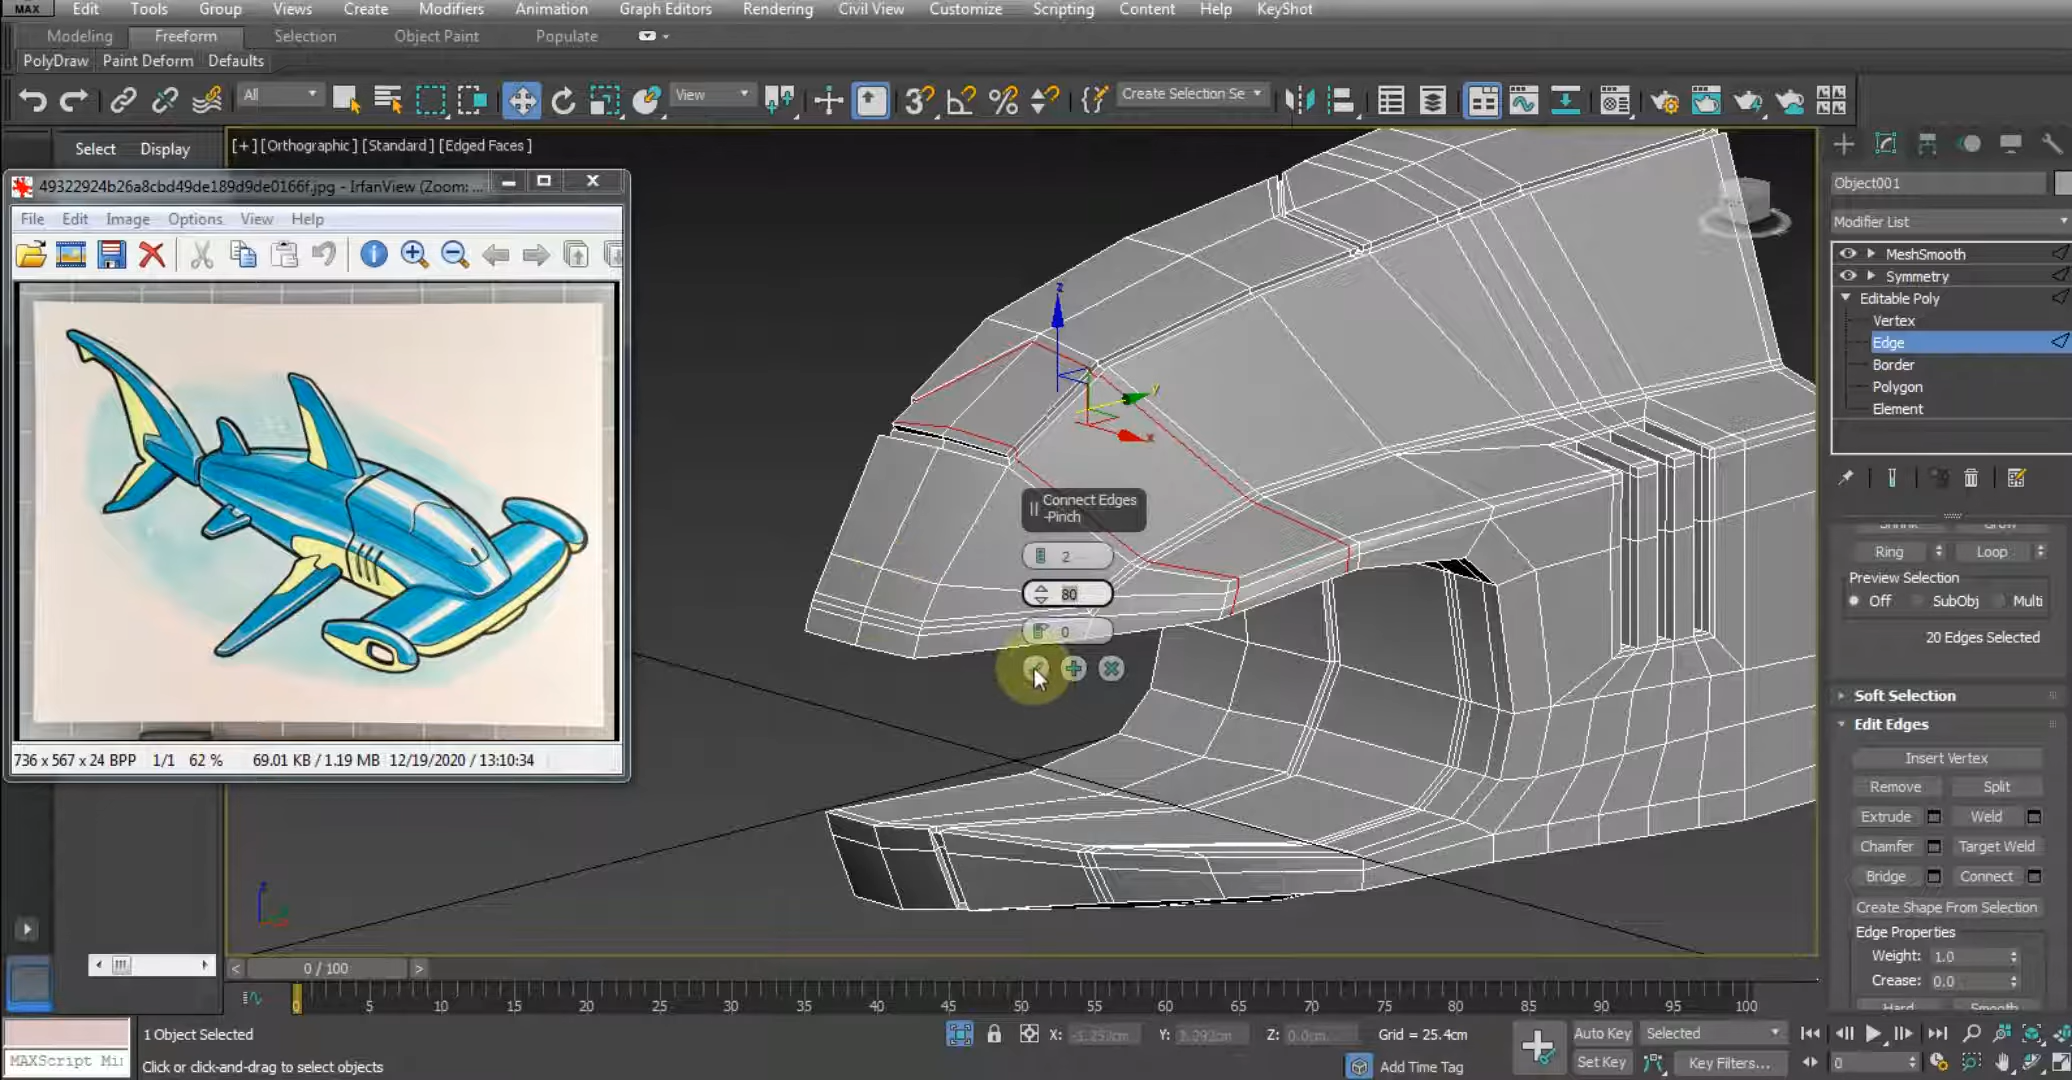 MAX Edit Tools Group Views Create Modifiers Animation Graph Editors Rendering Civil View Customize Scripting Content Help KeyShot
Modeling Freeform Selection Object Paint Populate
PolyDraw Paint Deform Defaults
All View Create Selection Se
Select Display
[+] [Orthographic] [Standard] [Edged Faces]
49322924b26a8cbd49de189d9de0166f.jpg - IrfanView (Zoom: ...
File Edit Image Options View Help
736 x 567 x 24 BPP 1/1 62 % 69.01 KB / 1.19 MB 12/19/2020 / 13:10:34
z
y
x
Connect Edges
-Pinch
2
80
0
Object001
Modifier List
MeshSmooth
Symmetry
Editable Poly
Vertex
Edge
Border
Polygon
Element
Ring Loop
Preview Selection
Off SubObj Multi
20 Edges Selected
Soft Selection
Edit Edges
Insert Vertex
Remove Split
Extrude Weld
Chamfer Target Weld
Bridge Connect
Create Shape From Selection
Edge Properties
Weight: 1.0
Crease: 0.0
Hard Smooth
< 0 / 100 >
0 5 10 15 20 25 30 35 40 45 50 55 60 65 70 75 80 85 90 95 100
1 Object Selected
X: Y: Z: Grid = 25.4cm
Auto Key Selected
MAXScript Mi
Click or click-and-drag to select objects
Add Time Tag
Set Key Key Filters...
0